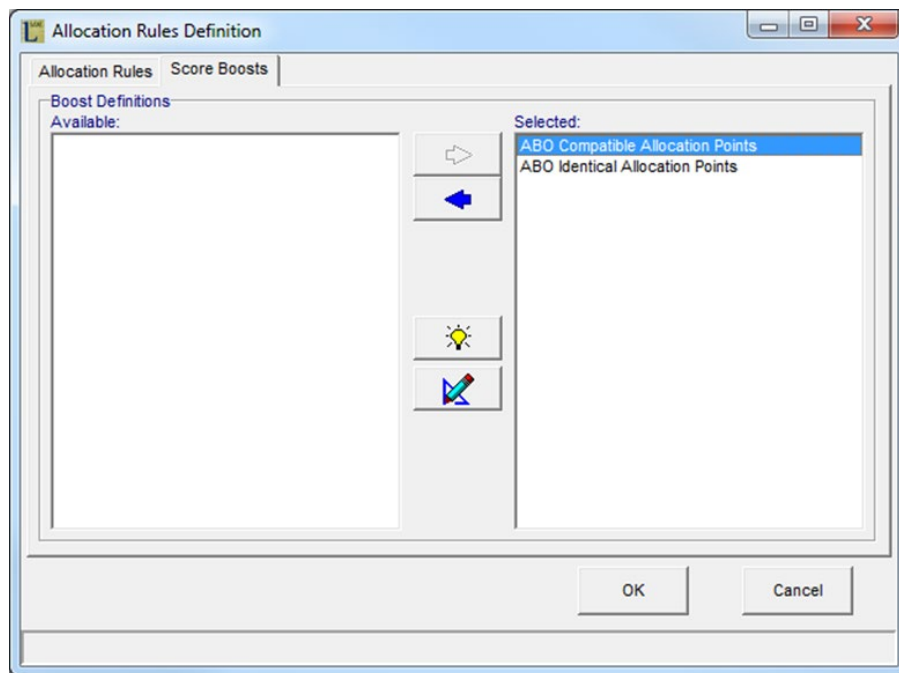 Allocation Rules Definition
Allocation Rules Score Boosts
Boost Definitions
Available:
Selected:
ABO Compatible Allocation Points
ABO Identical Allocation Points
OK
Cancel